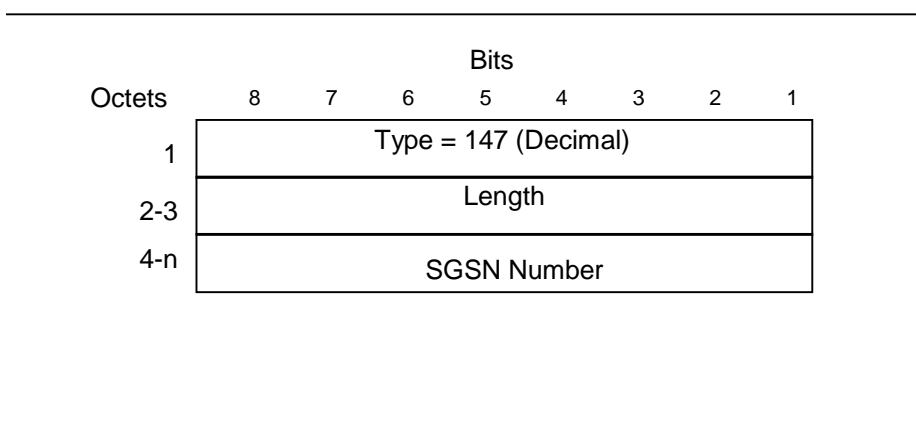 Bits
Octets 8 7 6 5 4 3 2 1
1 Type = 147 (Decimal)
2-3 Length
4-n SGSN Number